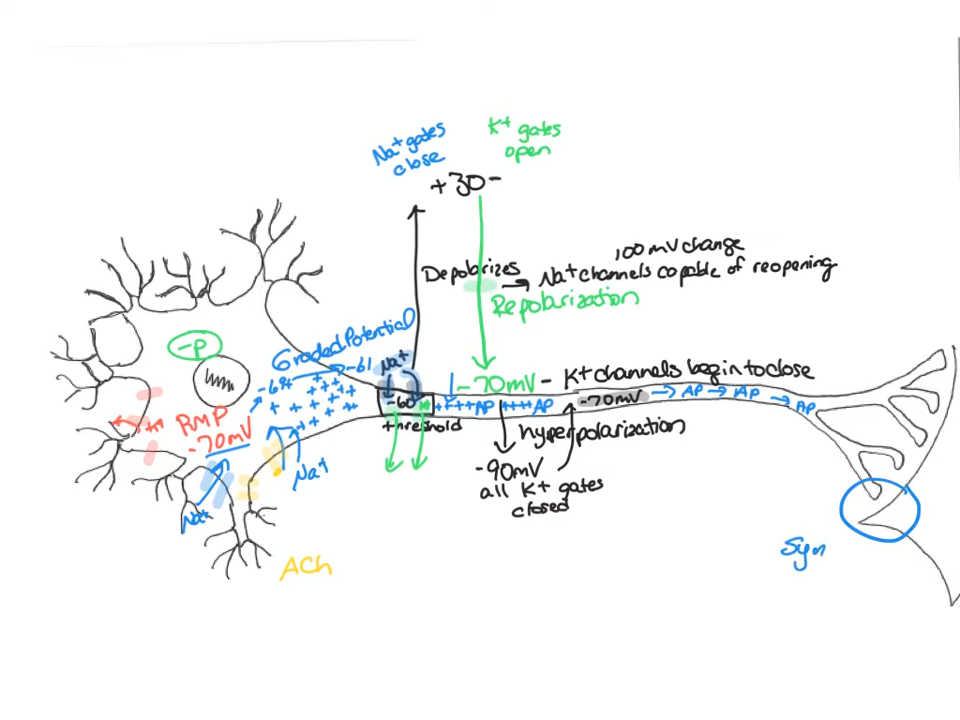 Na+ gates
close
K+ gates
open
+30-
100 mV change
Depolarizes
Na+ channels capable of reopening
Repolarization
Graded Potential
-P
-64
-61
Na+
-70mV - K+ channels begin to close
-60
++++AP ++++AP
-70mV
AP
AP
AP
RMP
-70mV
threshold
hyperpolarization
Na+
-90mV
all K+ gates
closed
Na+
ACh
Syn